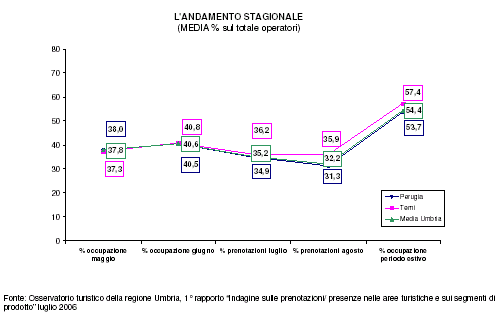 L'ANDAMENTO STAGIONALE
(MEDIA % sul totale operatori)
80
70
60
50
40
30
20
10
0
38,0
37,8
37,3
40,8
40,6
40,5
36,2
35,2
34,9
35,9
32,2
31,3
57,4
54,4
53,7
Perugia
Terni
Media Umbria
% occupazione
maggio
% occupazione giugno
% prenotazioni luglio
% prenotazioni agosto
% occupazione
periodo estivo
Fonte: Osservatorio turistico della regione Umbria, 1° rapporto "Indagine sulle prenotazioni/ presenze nelle aree turistiche e sui segmenti di
prodotto" luglio 2006